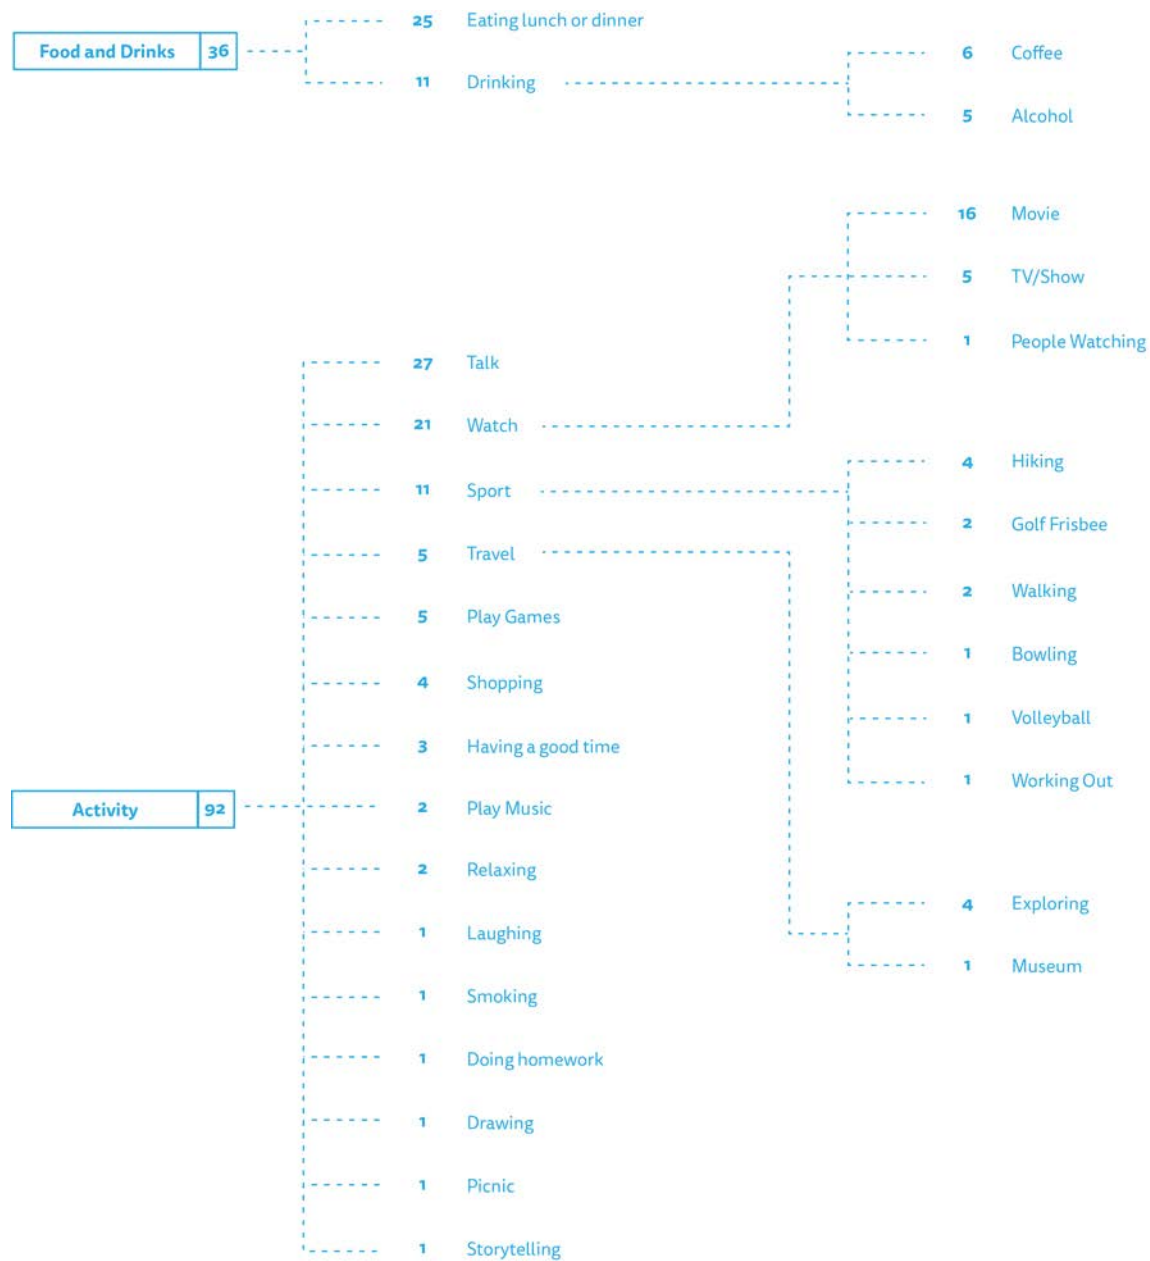 25 Eating lunch or dinner
Food and Drinks 36
6 Coffee
11 Drinking
5 Alcohol
16 Movie
5 TV/Show
1 People Watching
27 Talk
21 Watch
4 Hiking
11 Sport
2 Golf Frisbee
5 Travel
2 Walking
5 Play Games
1 Bowling
4 Shopping
1 Volleyball
3 Having a good time
1 Working Out
Activity 92
2 Play Music
2 Relaxing
4 Exploring
1 Laughing
1 Museum
1 Smoking
1 Doing homework
1 Drawing
1 Picnic
1 Storytelling